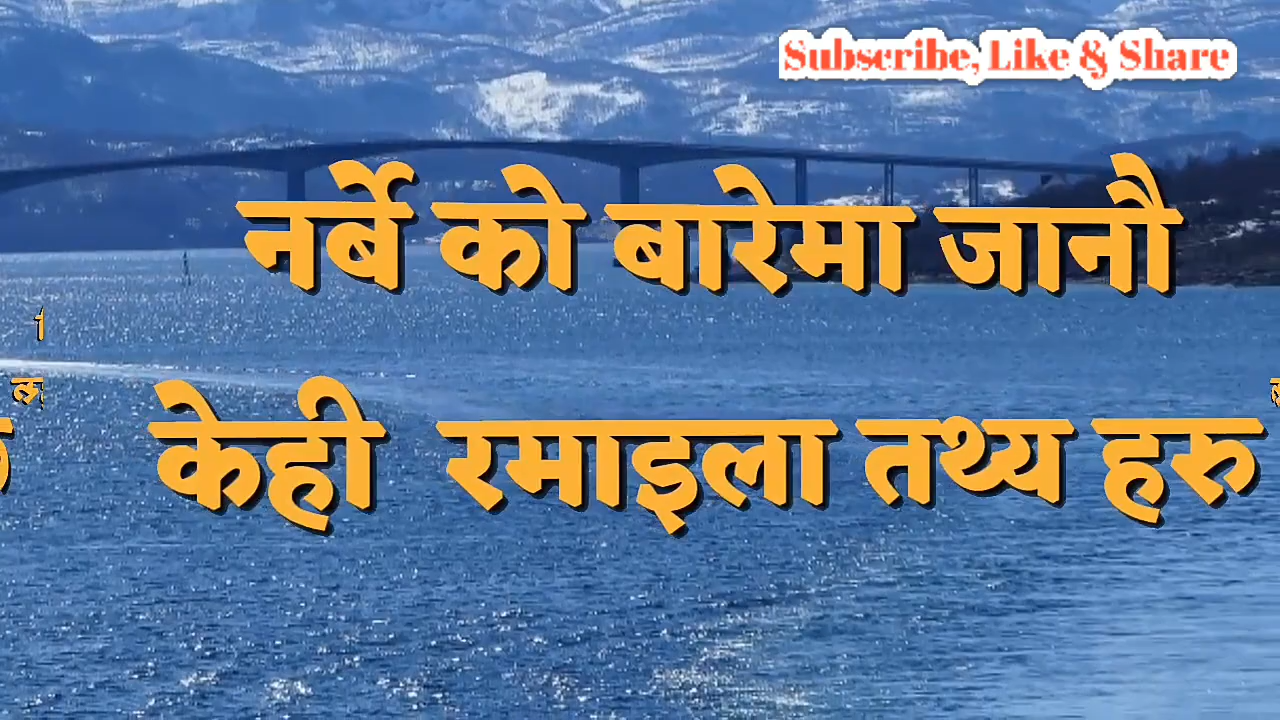 Subscribe, Like & Share
नर्बे को बारेमा जानौ
केही रमाइला तथ्य हरु